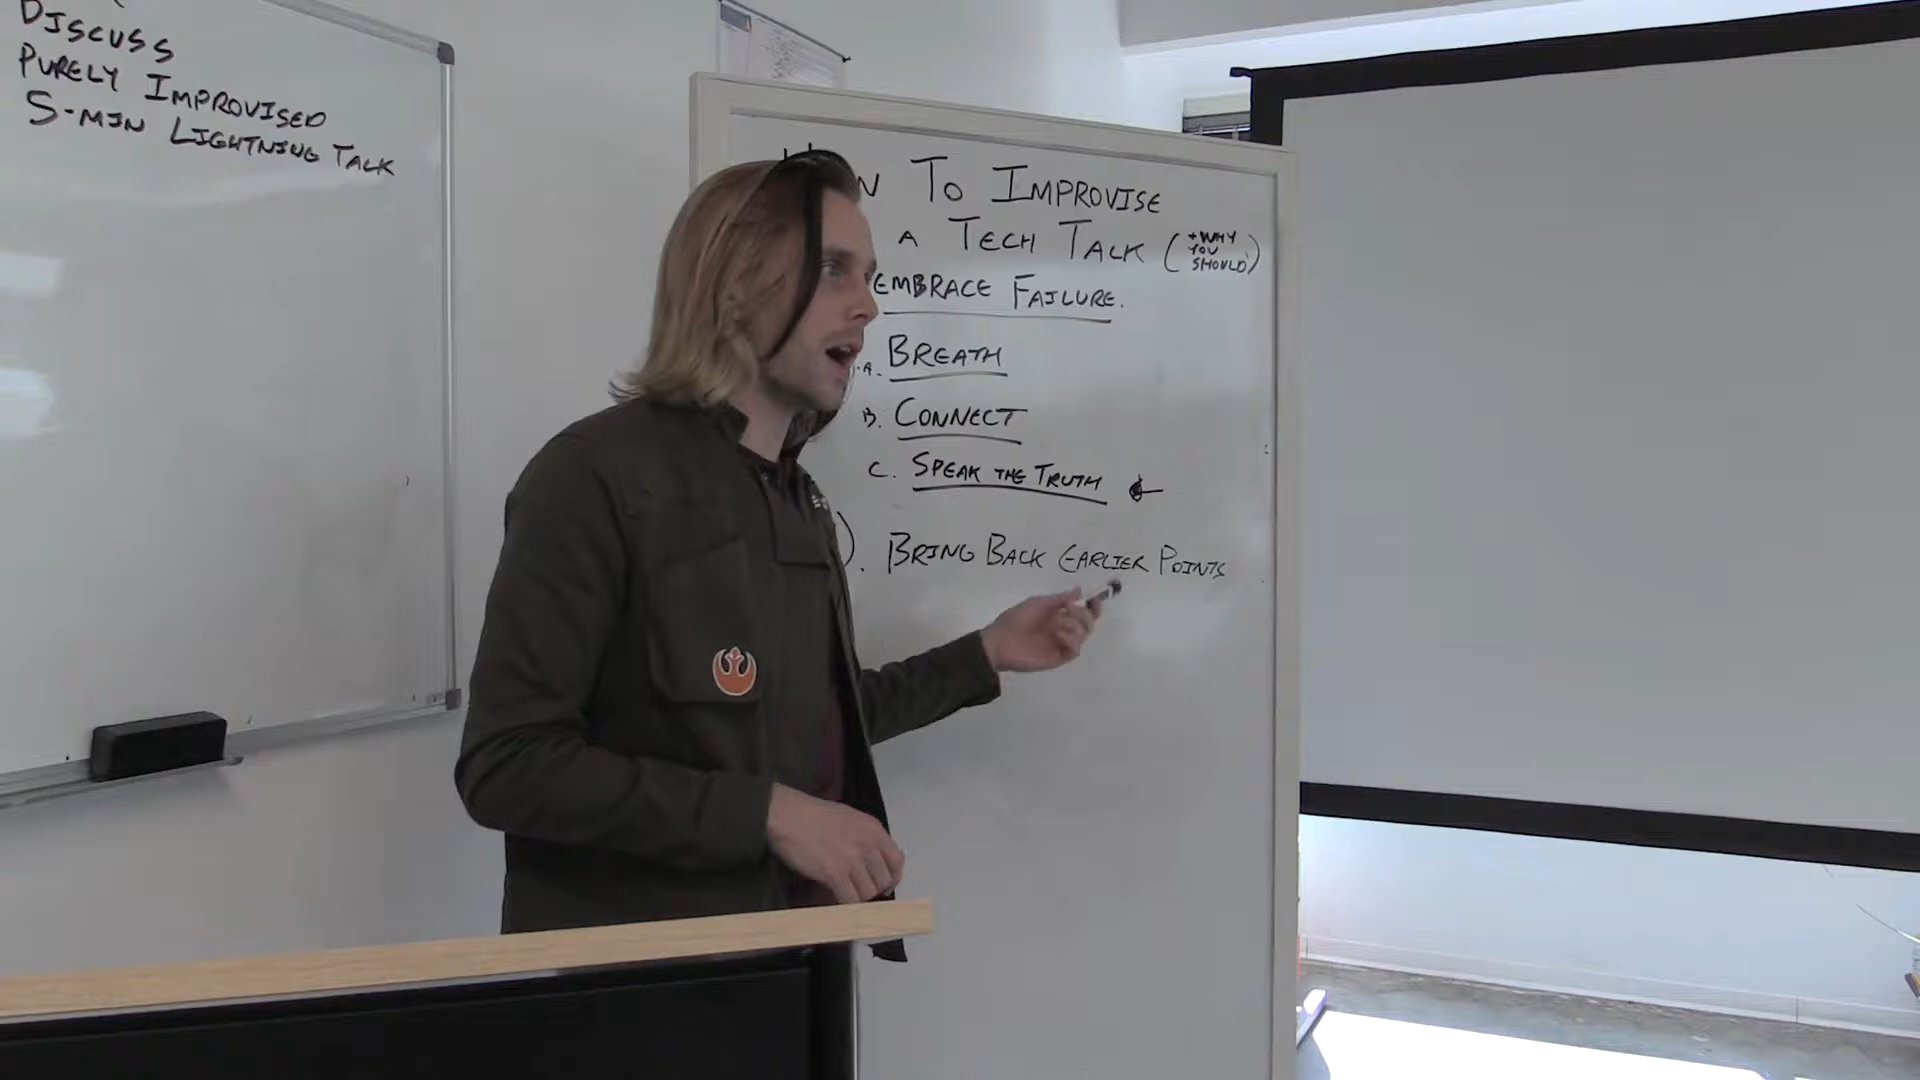 DISCUSS
PURELY IMPROVISED
5-MIN LIGHTNING TALK
TO IMPROVISE
A TECH TALK (+WHY YOU SHOULD)
EMBRACE FAILURE.
A. BREATH
B. CONNECT
C. SPEAK THE TRUTH ←
). BRING BACK EARLIER POINTS